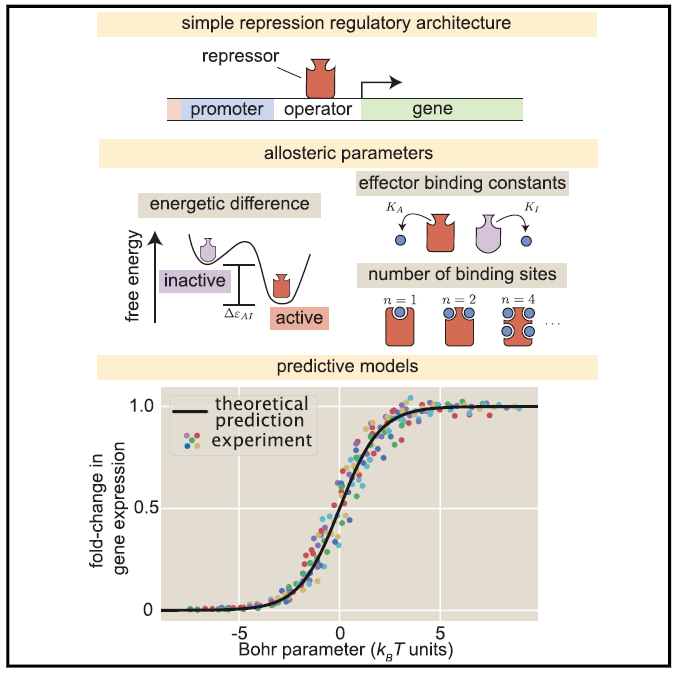 simple repression regulatory architecture
repressor
promoter operator gene
allosteric parameters
energetic difference
free energy
inactive
Δε_AI
active
effector binding constants
K_A K_I
number of binding sites
n = 1 n = 2 n = 4
...
predictive models
fold-change in
gene expression
1.0
0.5
0
theoretical
prediction
experiment
-5 0 5
Bohr parameter (k_BT units)